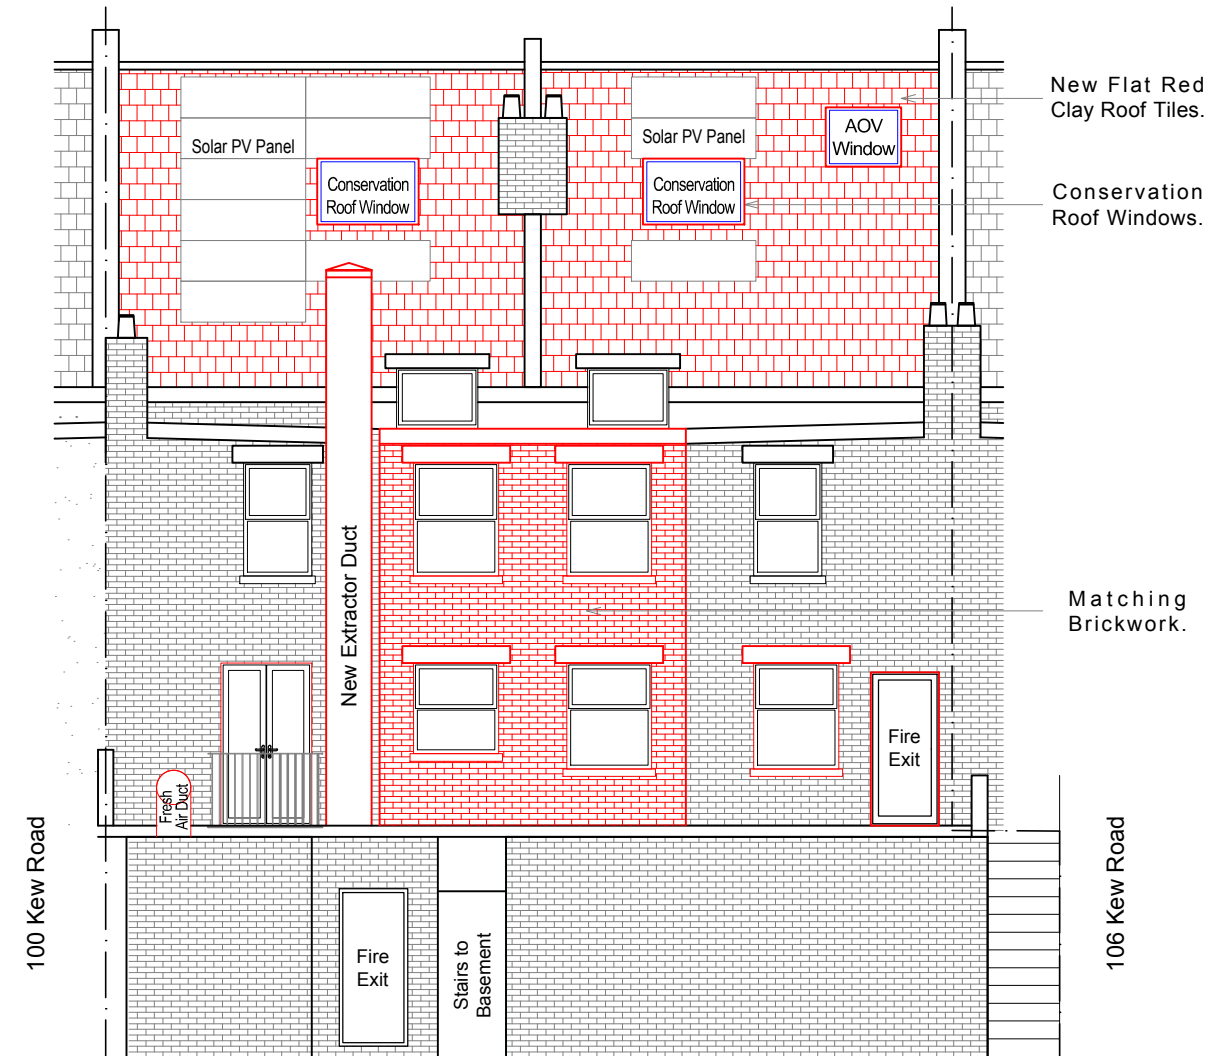 New Flat Red
Clay Roof Tiles.
AOV
Window
Solar PV Panel
Solar PV Panel
Conservation
Roof Window
Conservation
Roof Window
Conservation
Roof Windows.
New Extractor Duct
Matching
Brickwork.
Fire
Exit
Fresh
Air Duct
100 Kew Road
106 Kew Road
Fire
Exit
Stairs to
Basement